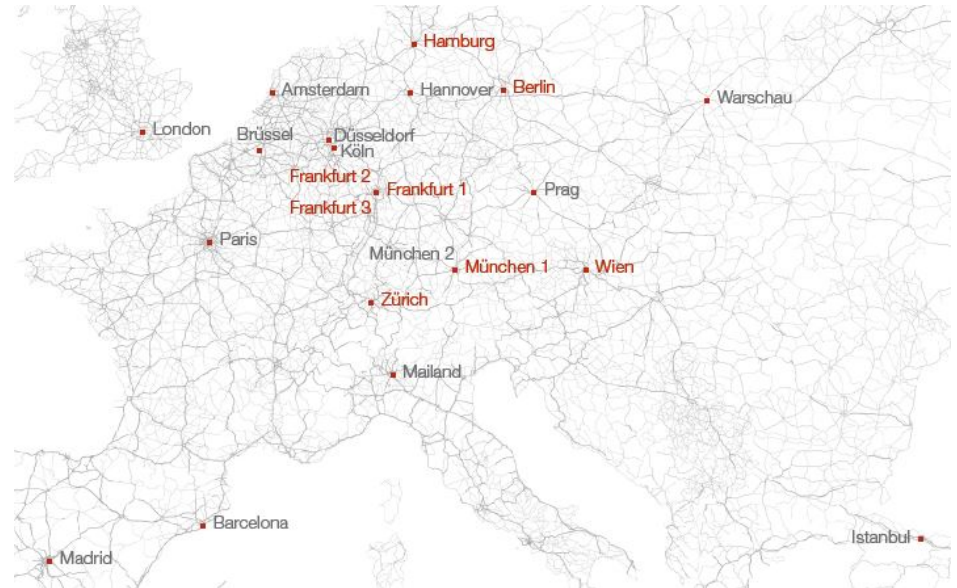 Hamburg
Amsterdam
Hannover
Berlin
Warschau
London
Brüssel
Düsseldorf
Köln
Frankfurt 2
Frankfurt 1
Frankfurt 3
Prag
Paris
München 2
München 1
Wien
Zürich
Mailand
Barcelona
Madrid
Istanbul